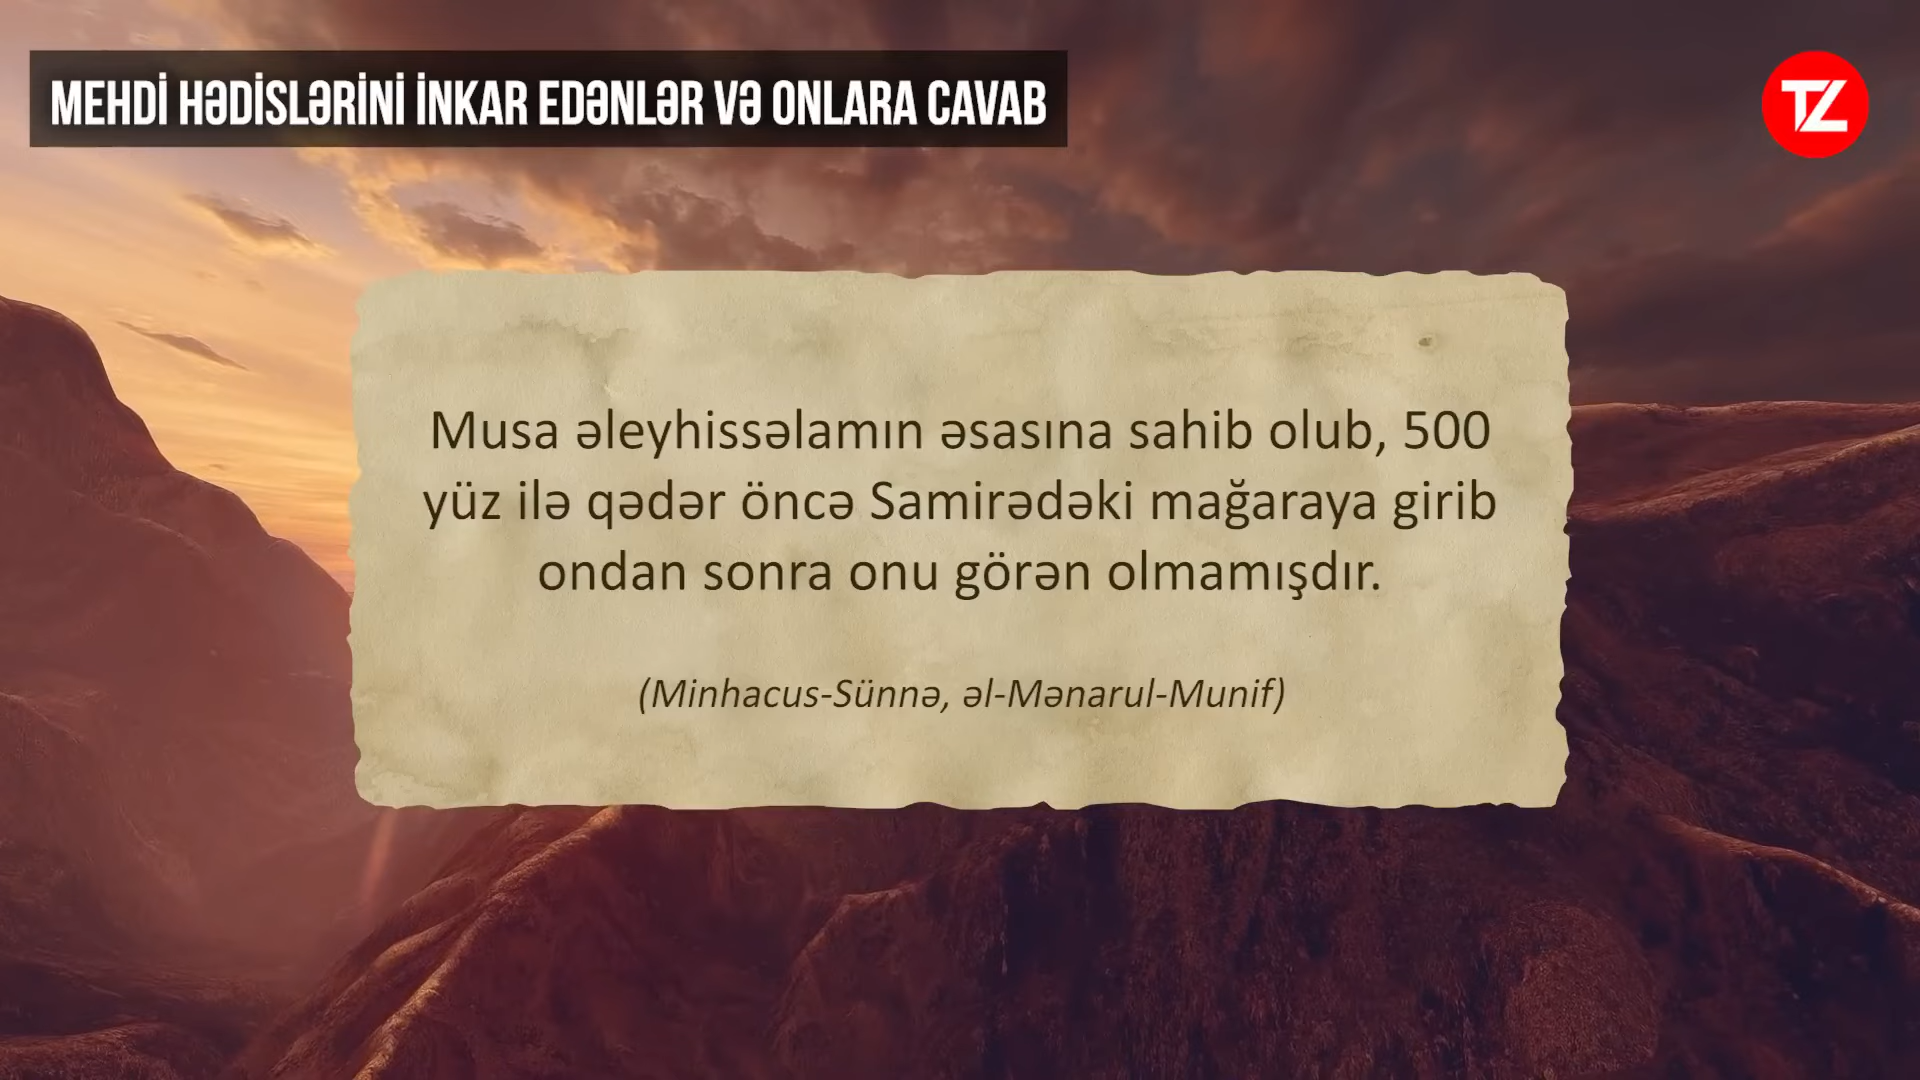 MEHDİ HƏDİSLƏRİNİ İNKAR EDƏNLƏR VƏ ONLARA CAVAB
TZ
Musa əleyhissəlamın əsasına sahib olub, 500
yüz ilə qədər öncə Samirədəki mağaraya girib
ondan sonra onu görən olmamışdır.
(Minhacus-Sünnə, əl-Mənarul-Munif)